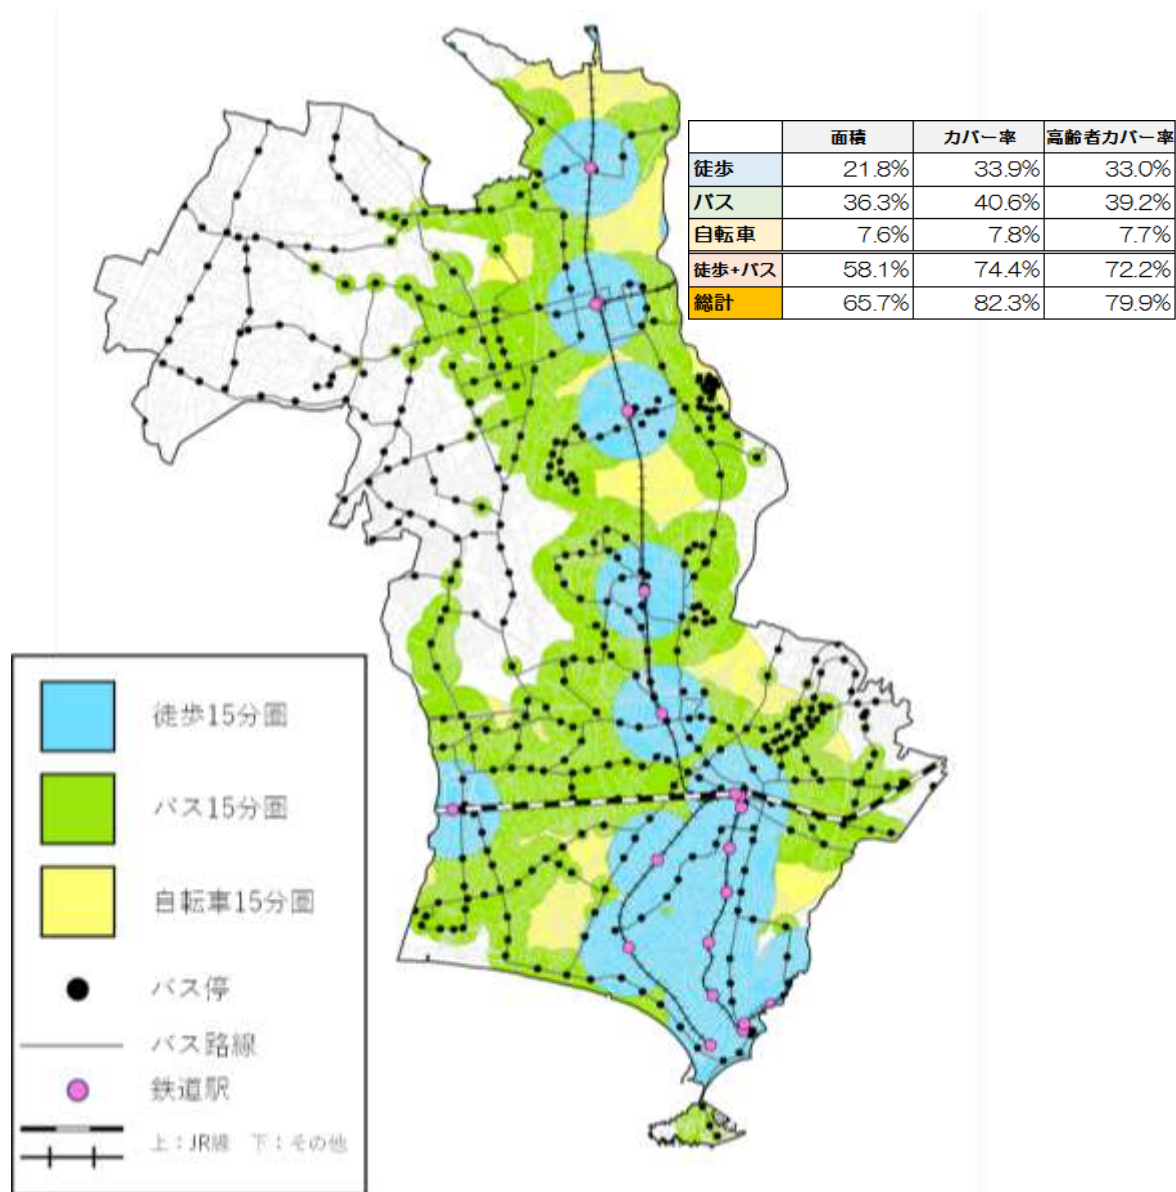 面積 カバー率 高齢者カバー率
徒歩 21.8% 33.9% 33.0%
バス 36.3% 40.6% 39.2%
自転車 7.6% 7.8% 7.7%
徒歩+バス 58.1% 74.4% 72.2%
総計 65.7% 82.3% 79.9%
徒歩15分圏
バス15分圏
自転車15分圏
バス停
バス路線
鉄道駅
上：JR線 下：その他